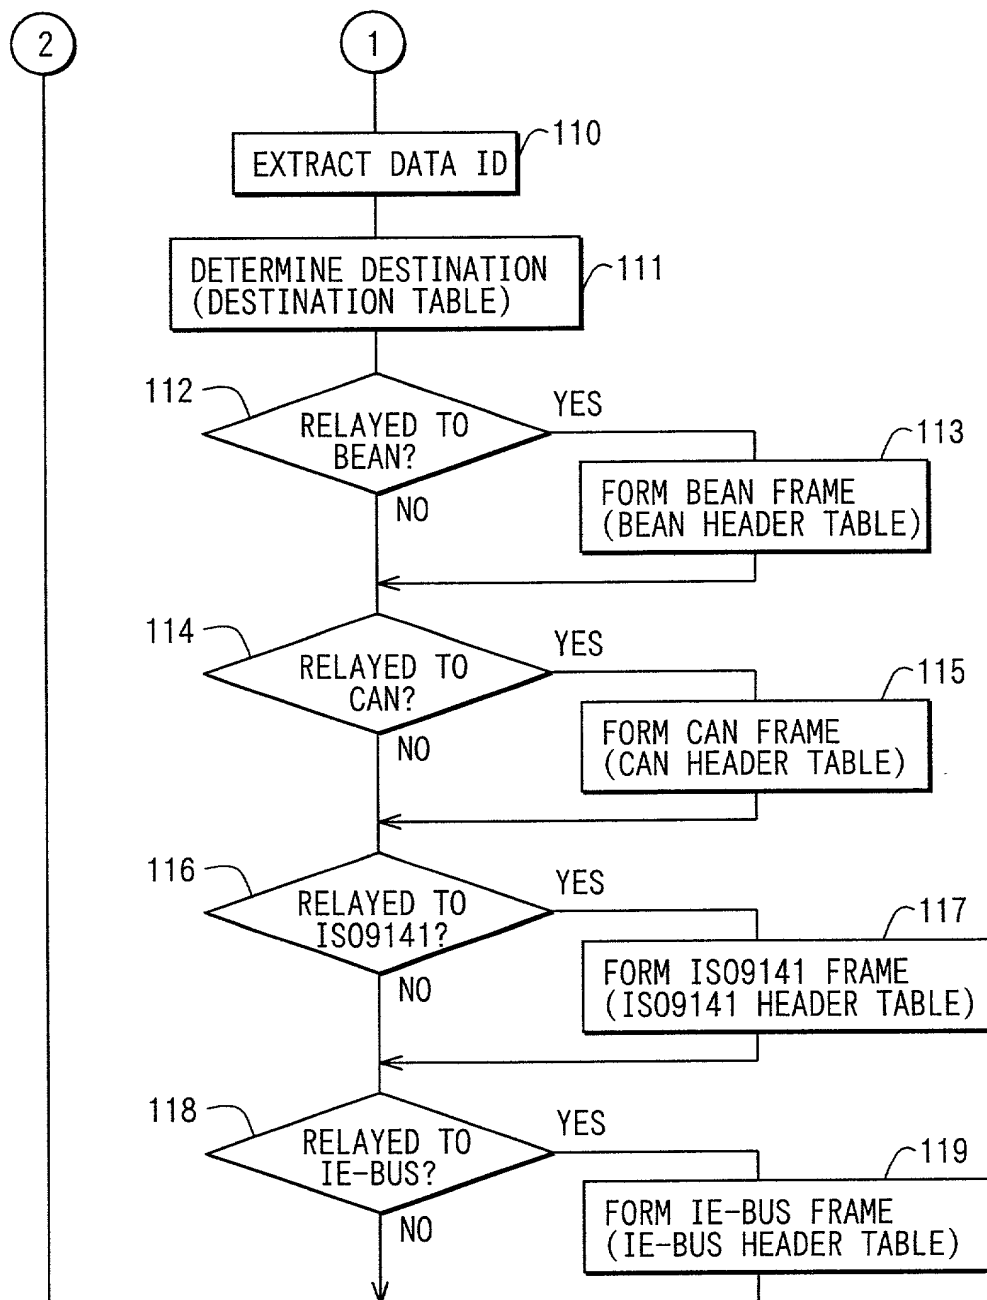 2
1
110
EXTRACT DATA ID
DETERMINE DESTINATION
(DESTINATION TABLE)
111
112
RELAYED TO
BEAN?
YES
NO
113
FORM BEAN FRAME
(BEAN HEADER TABLE)
114
RELAYED TO
CAN?
YES
NO
115
FORM CAN FRAME
(CAN HEADER TABLE)
116
RELAYED TO
ISO9141?
YES
NO
117
FORM ISO9141 FRAME
(ISO9141 HEADER TABLE)
118
RELAYED TO
IE-BUS?
YES
NO
119
FORM IE-BUS FRAME
(IE-BUS HEADER TABLE)